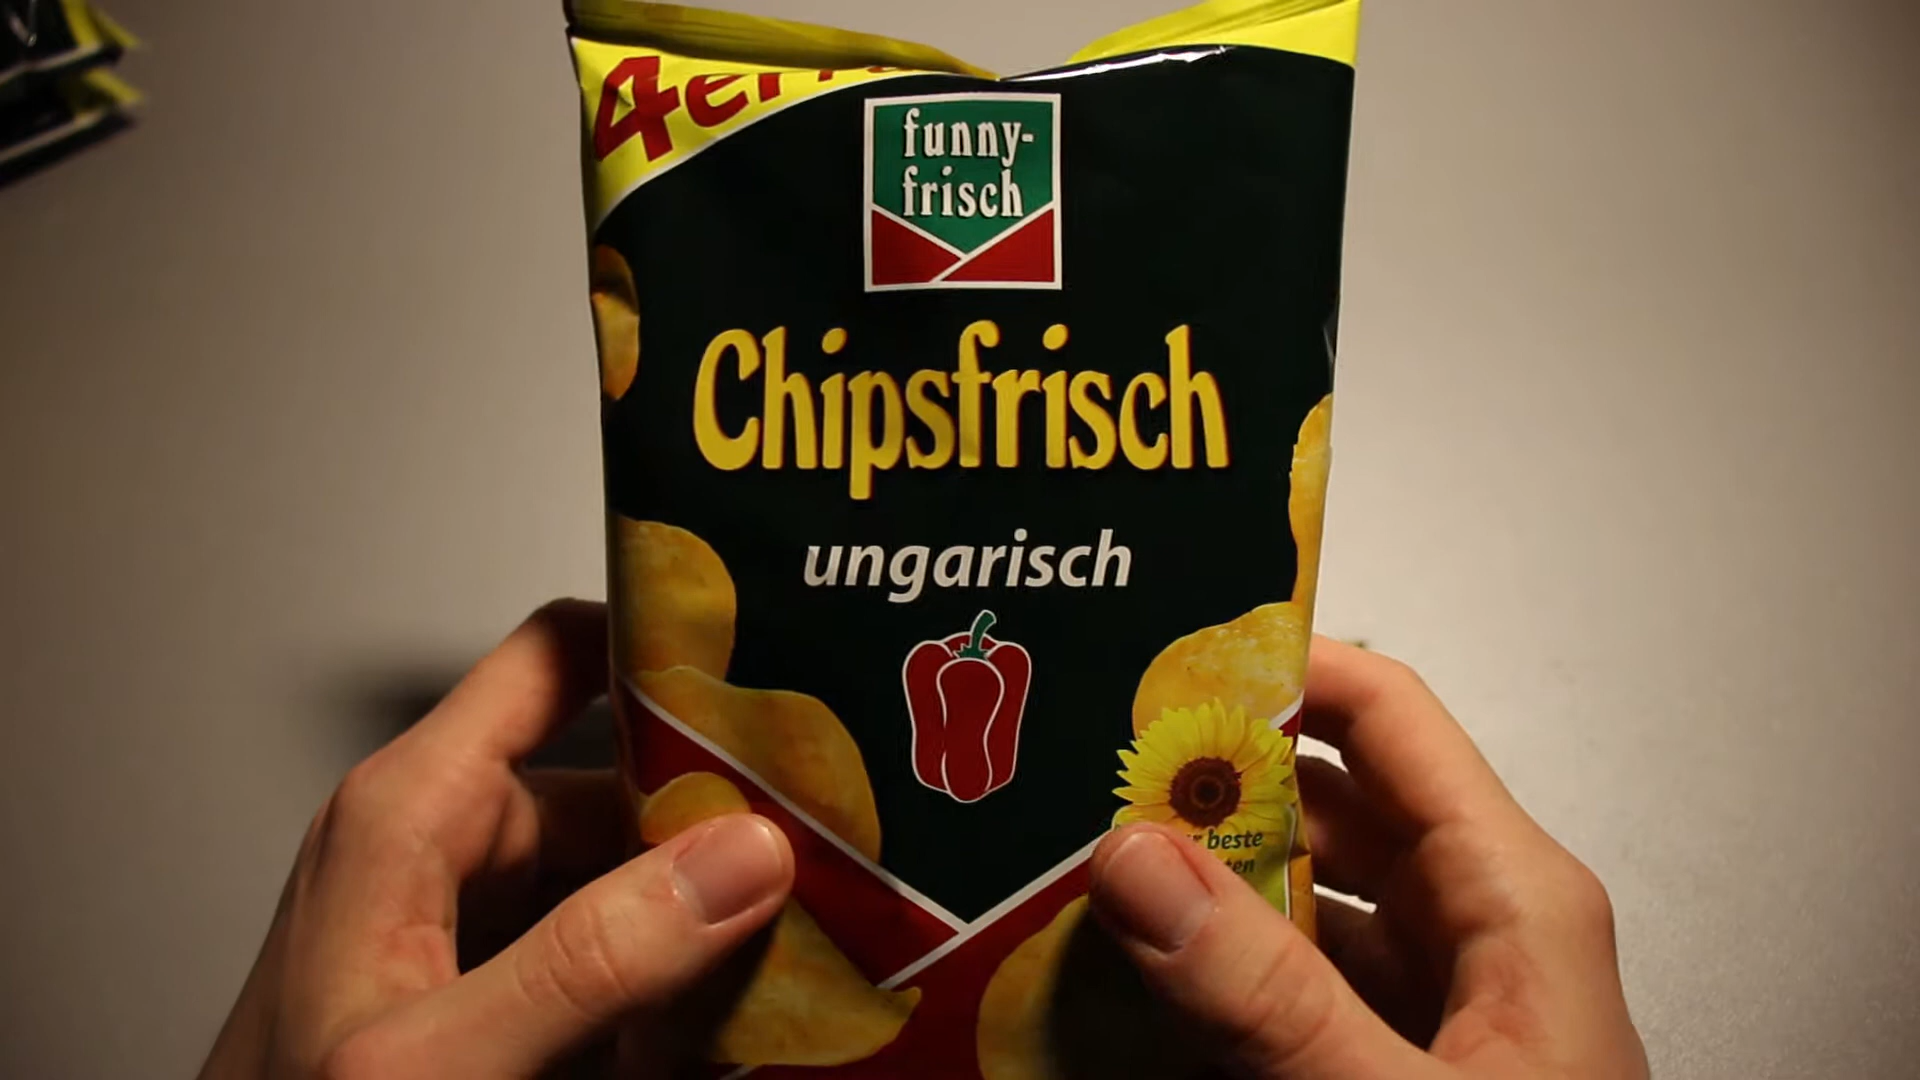 funny-
frisch
Chipsfrisch
ungarisch
beste